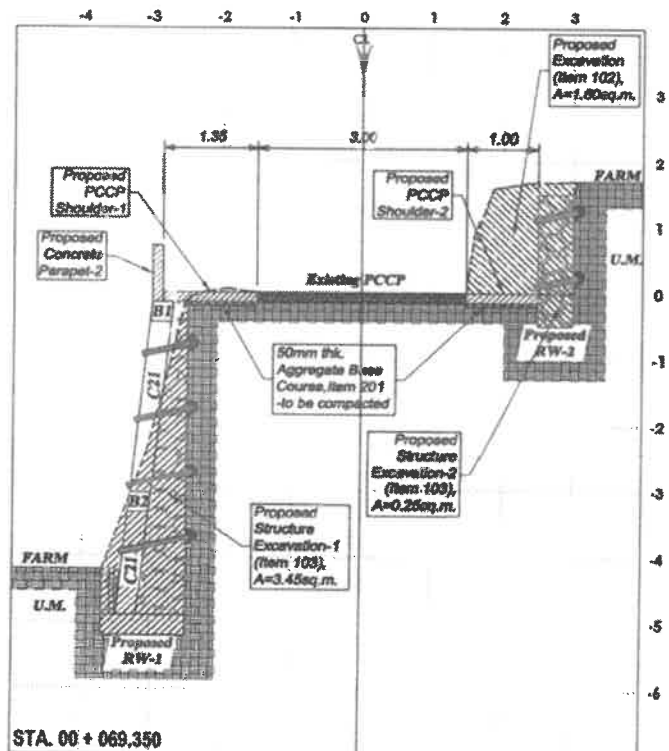 -4 -3 -2 -1 0 1 2 3
CL
Proposed
Excavation
(Item 102),
A=1.80sq.m.
3
1.35 3.00 1.00
Proposed
PCCP
Shoulder-1
Proposed
PCCP
Shoulder-2
FARM
2
U.M.
1
Proposed
Concrete
Parapet-2
Existing PCCP
0
B1
Proposed
RW-2
-1
50mm thk.
Aggregate Base
Course,Item 201
-to be compacted
C21
-2
Proposed
Structure
Excavation-2
(Item 103),
A=0.25sq.m.
-3
B2
Proposed
Structure
Excavation-1
(Item 103),
A=3.45sq.m.
-4
FARM
C21
U.M.
-5
Proposed
RW-1
-6
STA. 00 + 069.350